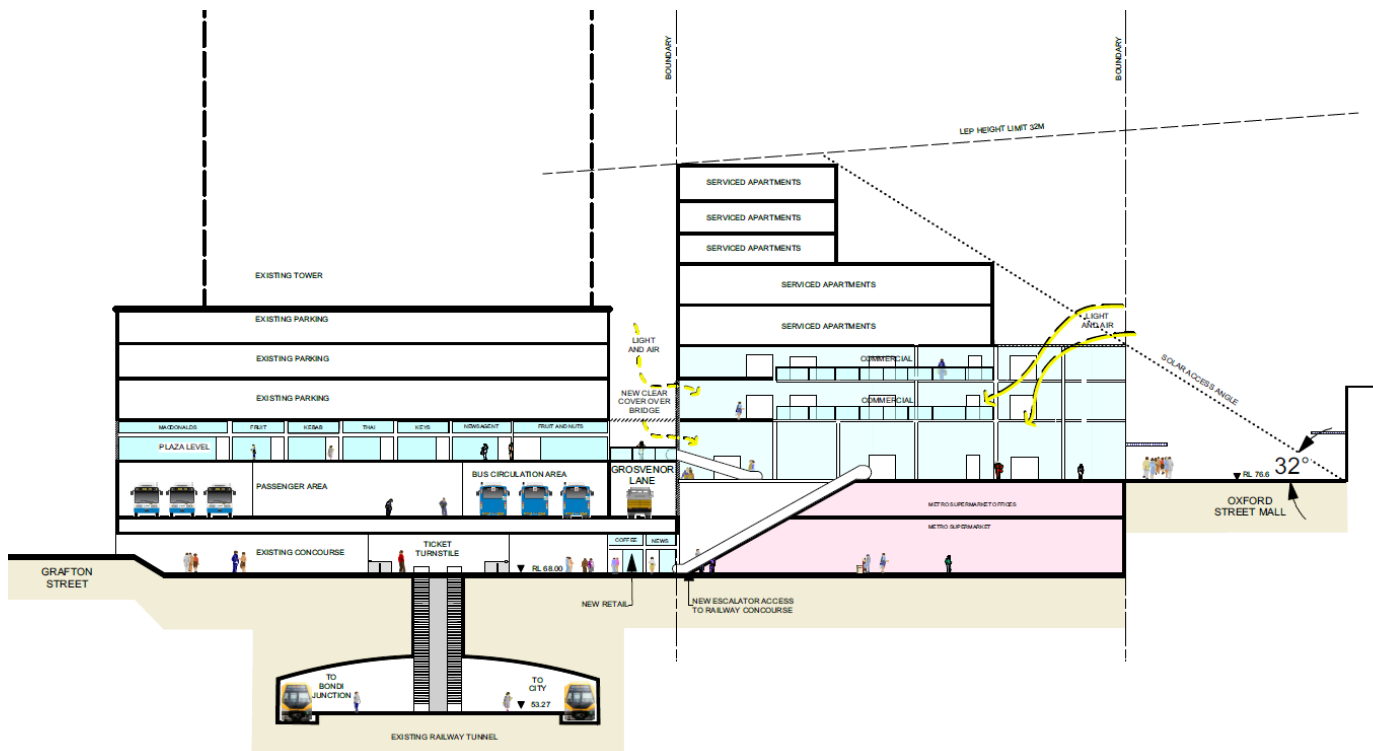 BOUNDARY
BOUNDARY
LEP HEIGHT LIMIT 32M
SERVICED APARTMENTS
SERVICED APARTMENTS
SERVICED APARTMENTS
EXISTING TOWER
SERVICED APARTMENTS
EXISTING PARKING
LIGHT
AND AIR
SERVICED APARTMENTS
LIGHT
AND AIR
EXISTING PARKING
COMMERCIAL
SOLAR ACCESS ANGLE
NEW CLEAR
COVER OVER
BRIDGE
EXISTING PARKING
COMMERCIAL
MACDONALDS
FRUIT
KEBAB
THAI
KEYS
NEWSAGENT
FRUIT AND NUTS
PLAZA LEVEL
BUS CIRCULATION AREA
GROSVENOR
LANE
PASSENGER AREA
RL 76.6
32°
METRO SUPERMARKET OFFICES
OXFORD
STREET MALL
METRO SUPERMARKET
COFFEE
NEWS
EXISTING CONCOURSE
TICKET
TURNSTILE
RL 68.00
GRAFTON
STREET
NEW RETAIL
NEW ESCALATOR ACCESS
TO RAILWAY CONCOURSE
TO
BONDI
JUNCTION
TO
CITY
53.27
EXISTING RAILWAY TUNNEL